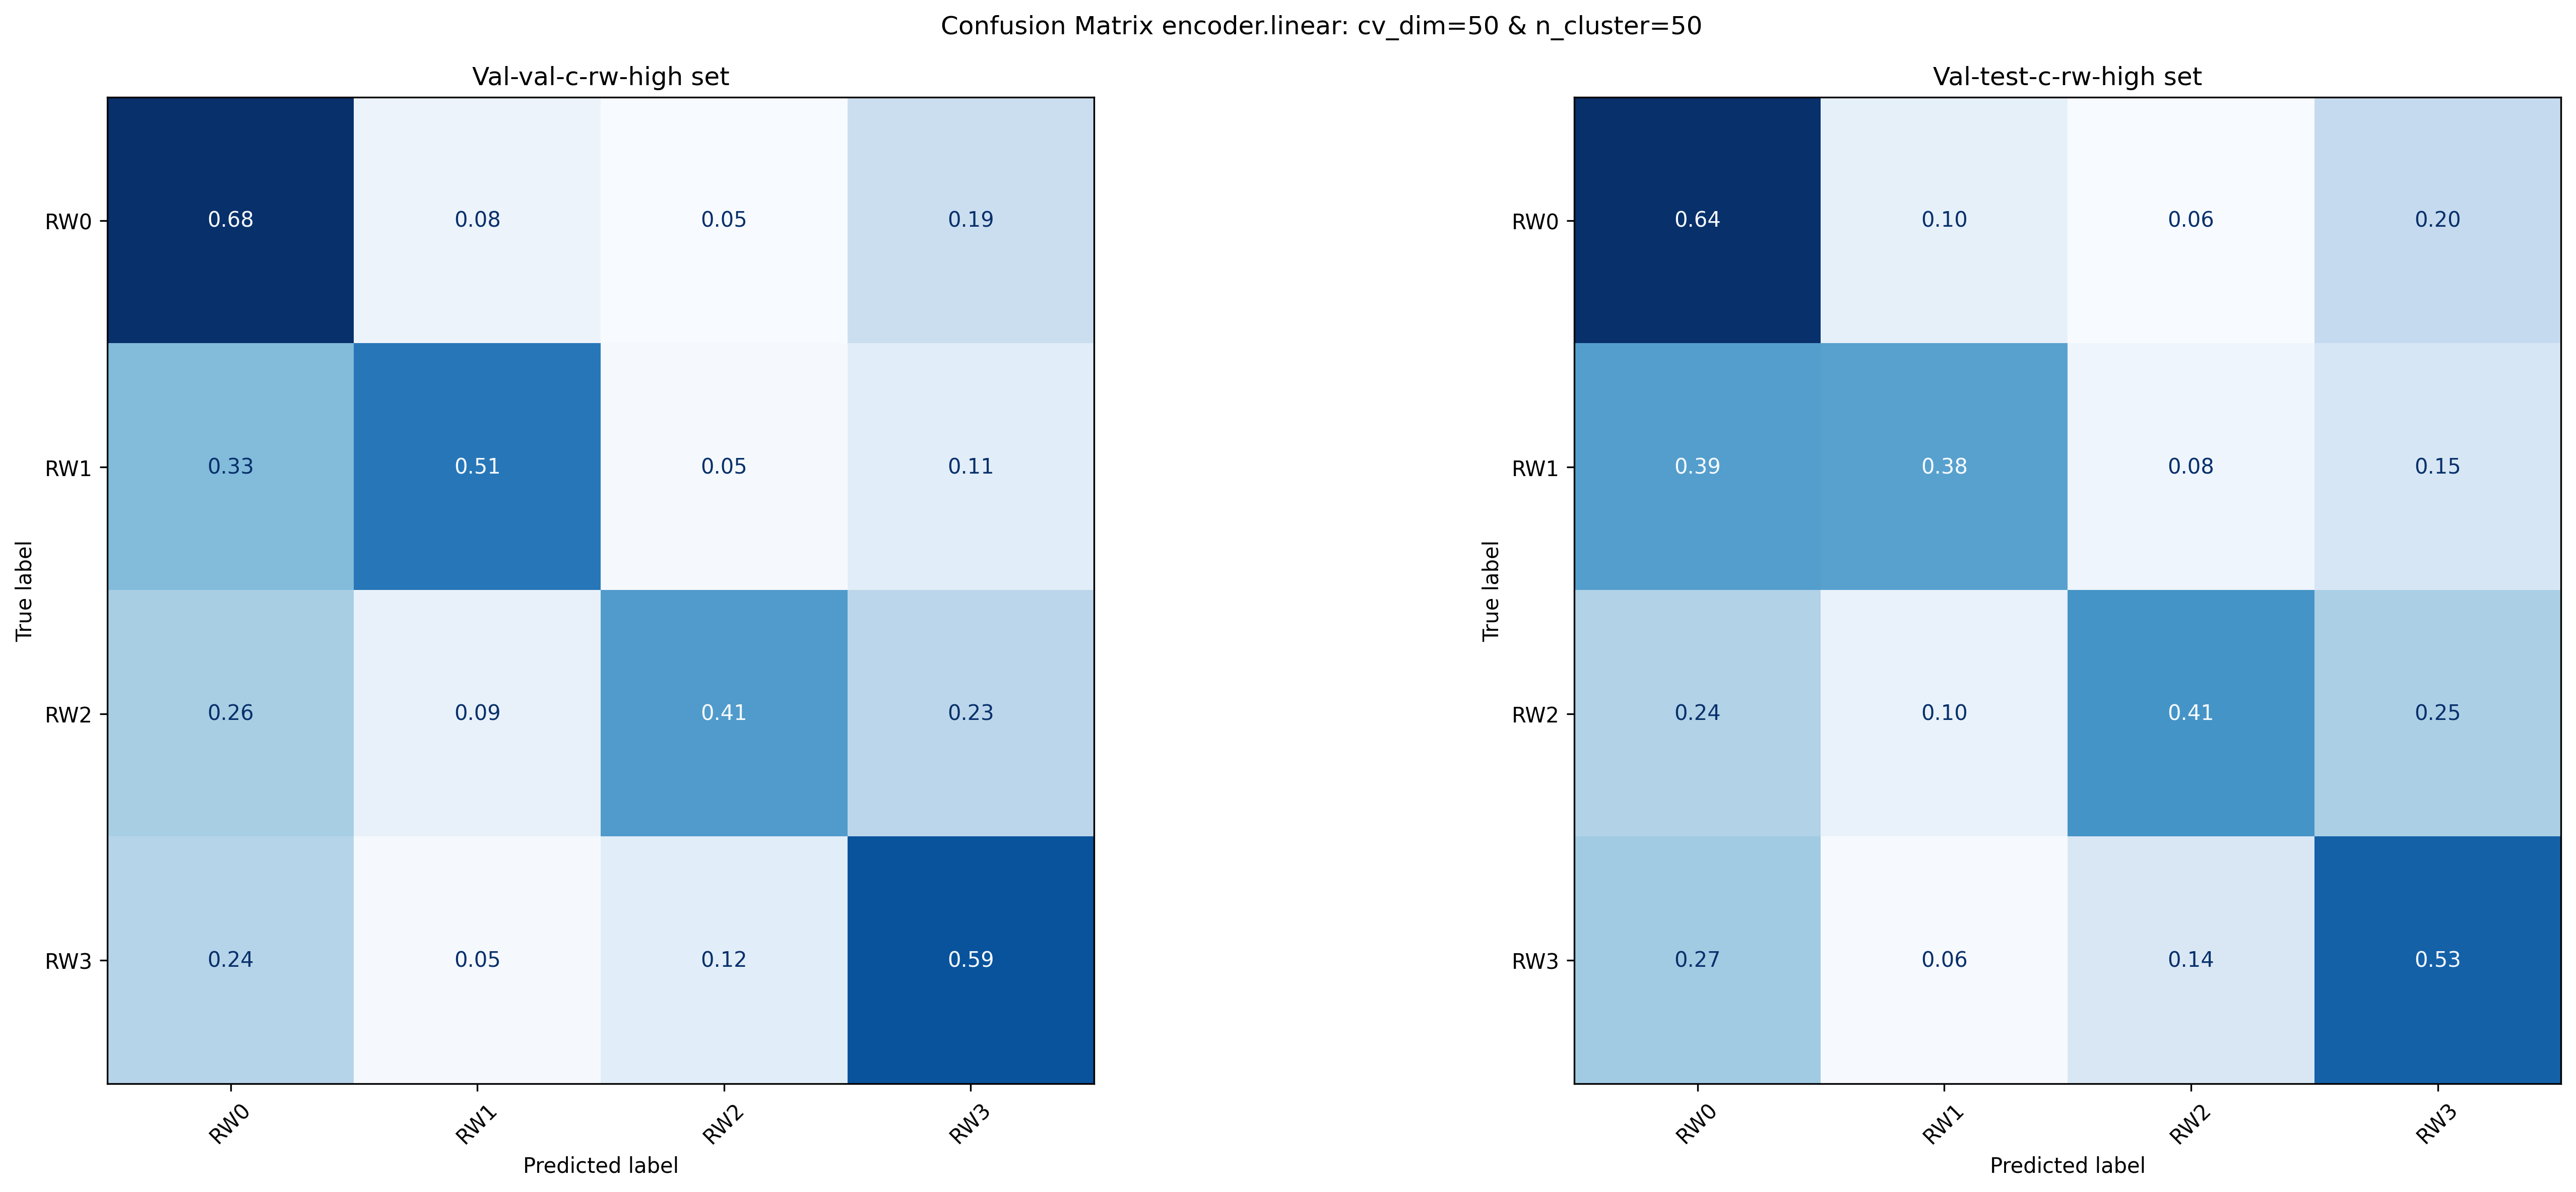 Confusion Matrix encoder.linear: cv_dim=50 & n_cluster=50
Val-val-c-rw-high set
True label
RW0 0.68 0.08 0.05 0.19
RW1 0.33 0.51 0.05 0.11
RW2 0.26 0.09 0.41 0.23
RW3 0.24 0.05 0.12 0.59
RW0 RW1 RW2 RW3
Predicted label
Val-test-c-rw-high set
True label
RW0 0.64 0.10 0.06 0.20
RW1 0.39 0.38 0.08 0.15
RW2 0.24 0.10 0.41 0.25
RW3 0.27 0.06 0.14 0.53
RW0 RW1 RW2 RW3
Predicted label